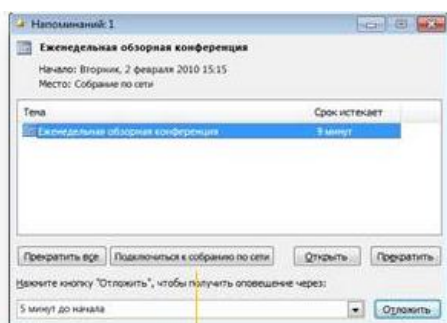 Напоминаний: 1
Еженедельная обзорная конференция
Начало: Вторник, 2 февраля 2010 15:15
Место: Собрание по сети
Тема Срок истекает
Еженедельная обзорная конференция 9 минут
Прекратить все Подключиться к собранию по сети Открыть Прекратить
Нажмите кнопку "Отложить", чтобы получить оповещение через:
5 минут до начала Отложить